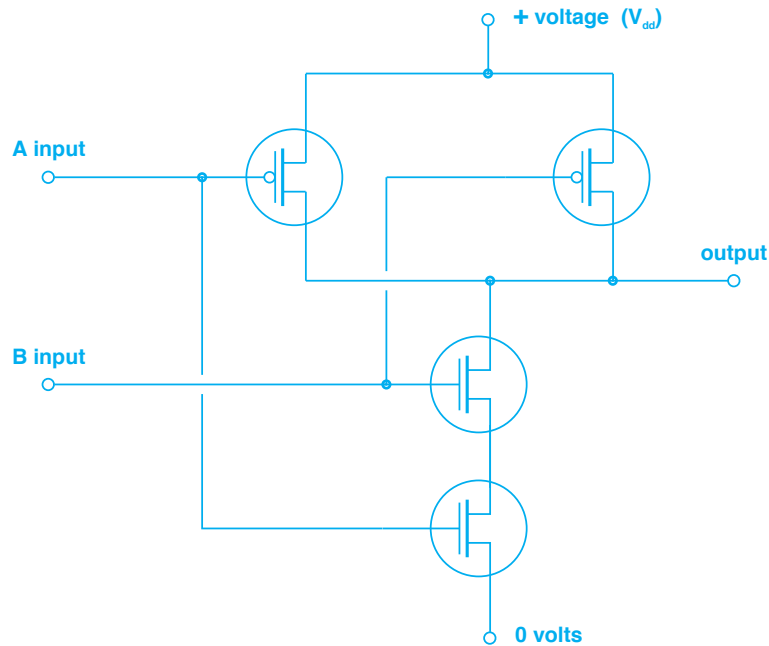 + voltage (Vdd)
A input
output
B input
0 volts